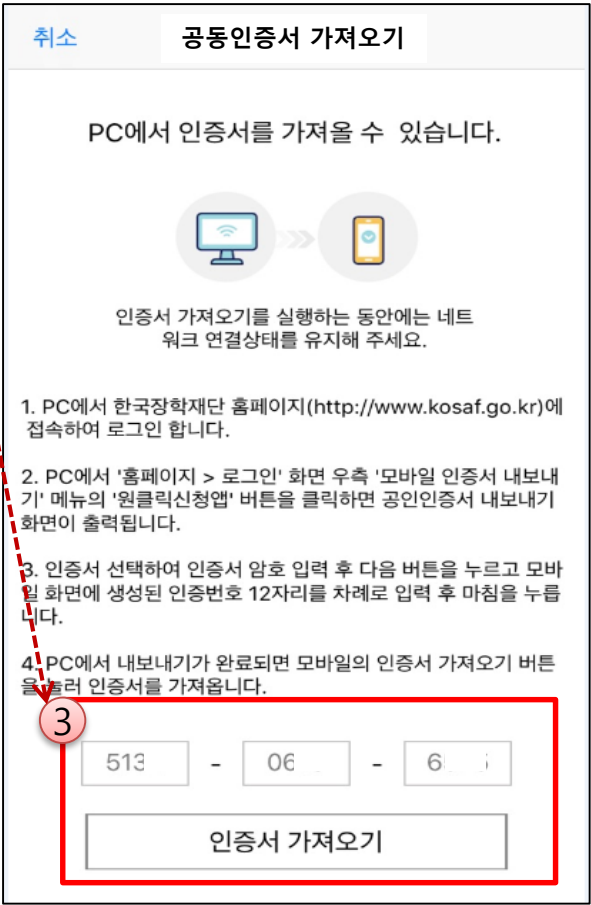 취소
공동인증서 가져오기
PC에서 인증서를 가져올 수 있습니다.
인증서 가져오기를 실행하는 동안에는 네트
워크 연결상태를 유지해 주세요.
1. PC에서 한국장학재단 홈페이지(http://www.kosaf.go.kr)에
접속하여 로그인 합니다.
2. PC에서 '홈페이지 > 로그인' 화면 우측 '모바일 인증서 내보내
기' 메뉴의 '원클릭신청앱' 버튼을 클릭하면 공인인증서 내보내기
화면이 출력됩니다.
3. 인증서 선택하여 인증서 암호 입력 후 다음 버튼을 누르고 모바
일 화면에 생성된 인증번호 12자리를 차례로 입력 후 마침을 누릅
니다.
4. PC에서 내보내기가 완료되면 모바일의 인증서 가져오기 버튼
을 눌러 인증서를 가져옵니다.
3
513 - 06 - 6
인증서 가져오기